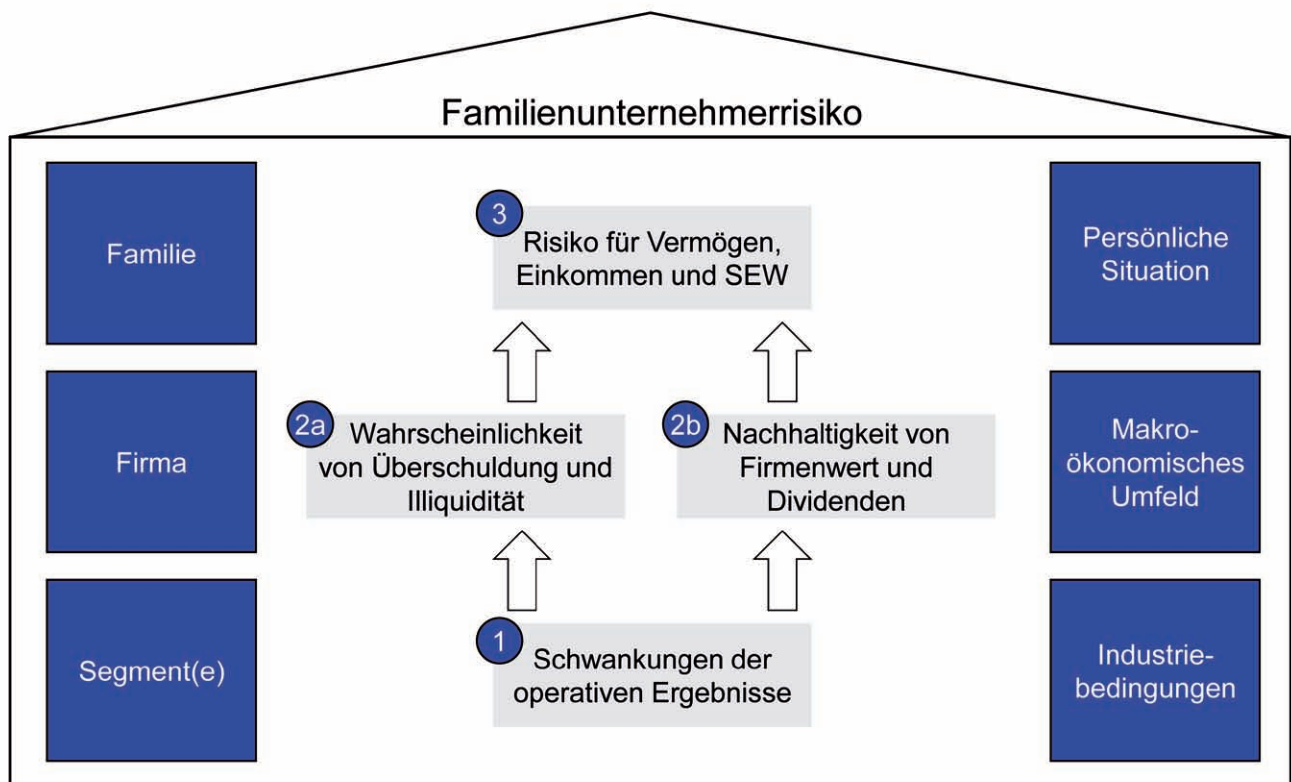 Familienunternehmerrisiko
Familie
3
Risiko für Vermögen,
Einkommen und SEW
Persönliche
Situation
Firma
2a
Wahrscheinlichkeit
von Überschuldung und
Illiquidität
2b
Nachhaltigkeit von
Firmenwert und
Dividenden
Makro-
ökonomisches
Umfeld
Segment(e)
1
Schwankungen der
operativen Ergebnisse
Industrie-
bedingungen